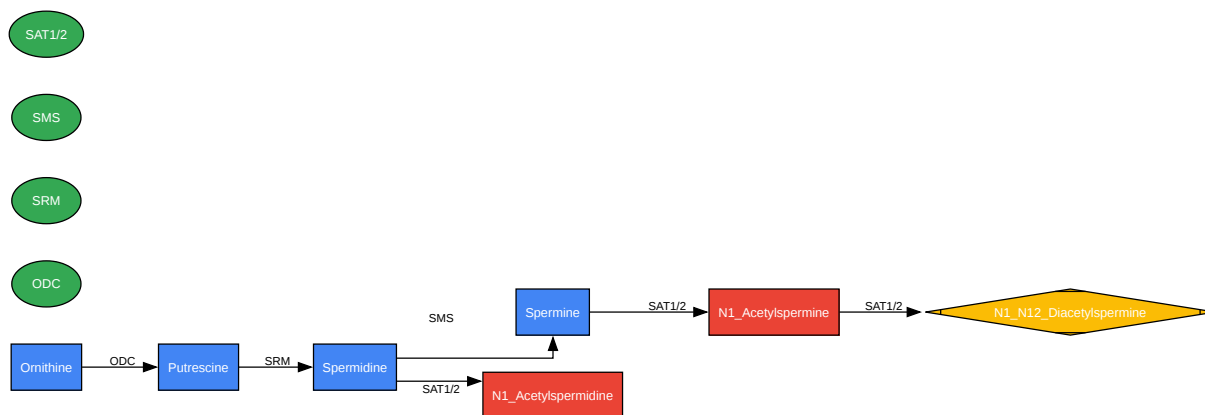 SAT1/2
SMS
SRM
ODC
Spermine
SAT1/2
N1_Acetylspermine
SAT1/2
N1_N12_Diacetylspermine
SMS
Ornithine
ODC
Putrescine
SRM
Spermidine
SAT1/2
N1_Acetylspermidine